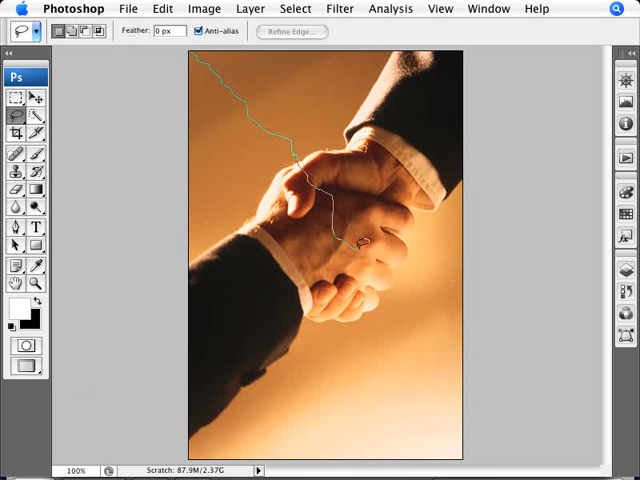 Photoshop File Edit Image Layer Select Filter Analysis View Window Help
Feather: 0 px Anti-alias Refine Edge...
Ps
T
100% Scratch: 87.9M/2.37G